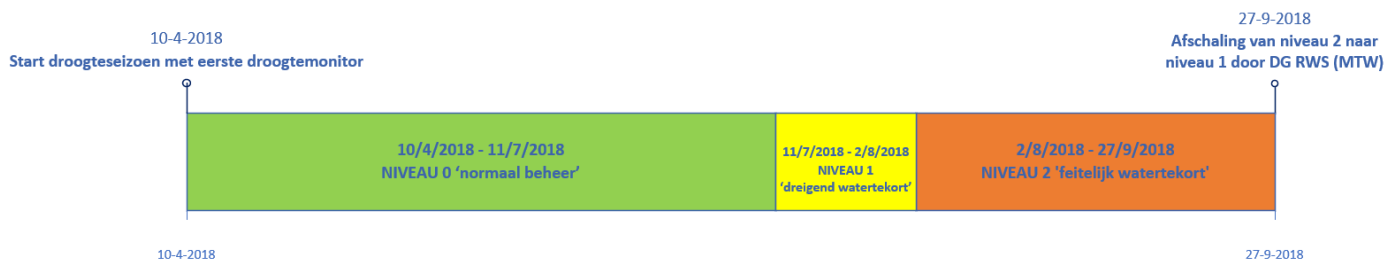 10-4-2018
Start droogteseizoen met eerste droogtemonitor
27-9-2018
Afschaling van niveau 2 naar
niveau 1 door DG RWS (MTW)
10/4/2018 - 11/7/2018
NIVEAU 0 ‘normaal beheer’
11/7/2018 - 2/8/2018
NIVEAU 1
‘dreigend watertekort’
2/8/2018 - 27/9/2018
NIVEAU 2 'feitelijk watertekort'
10-4-2018
27-9-2018